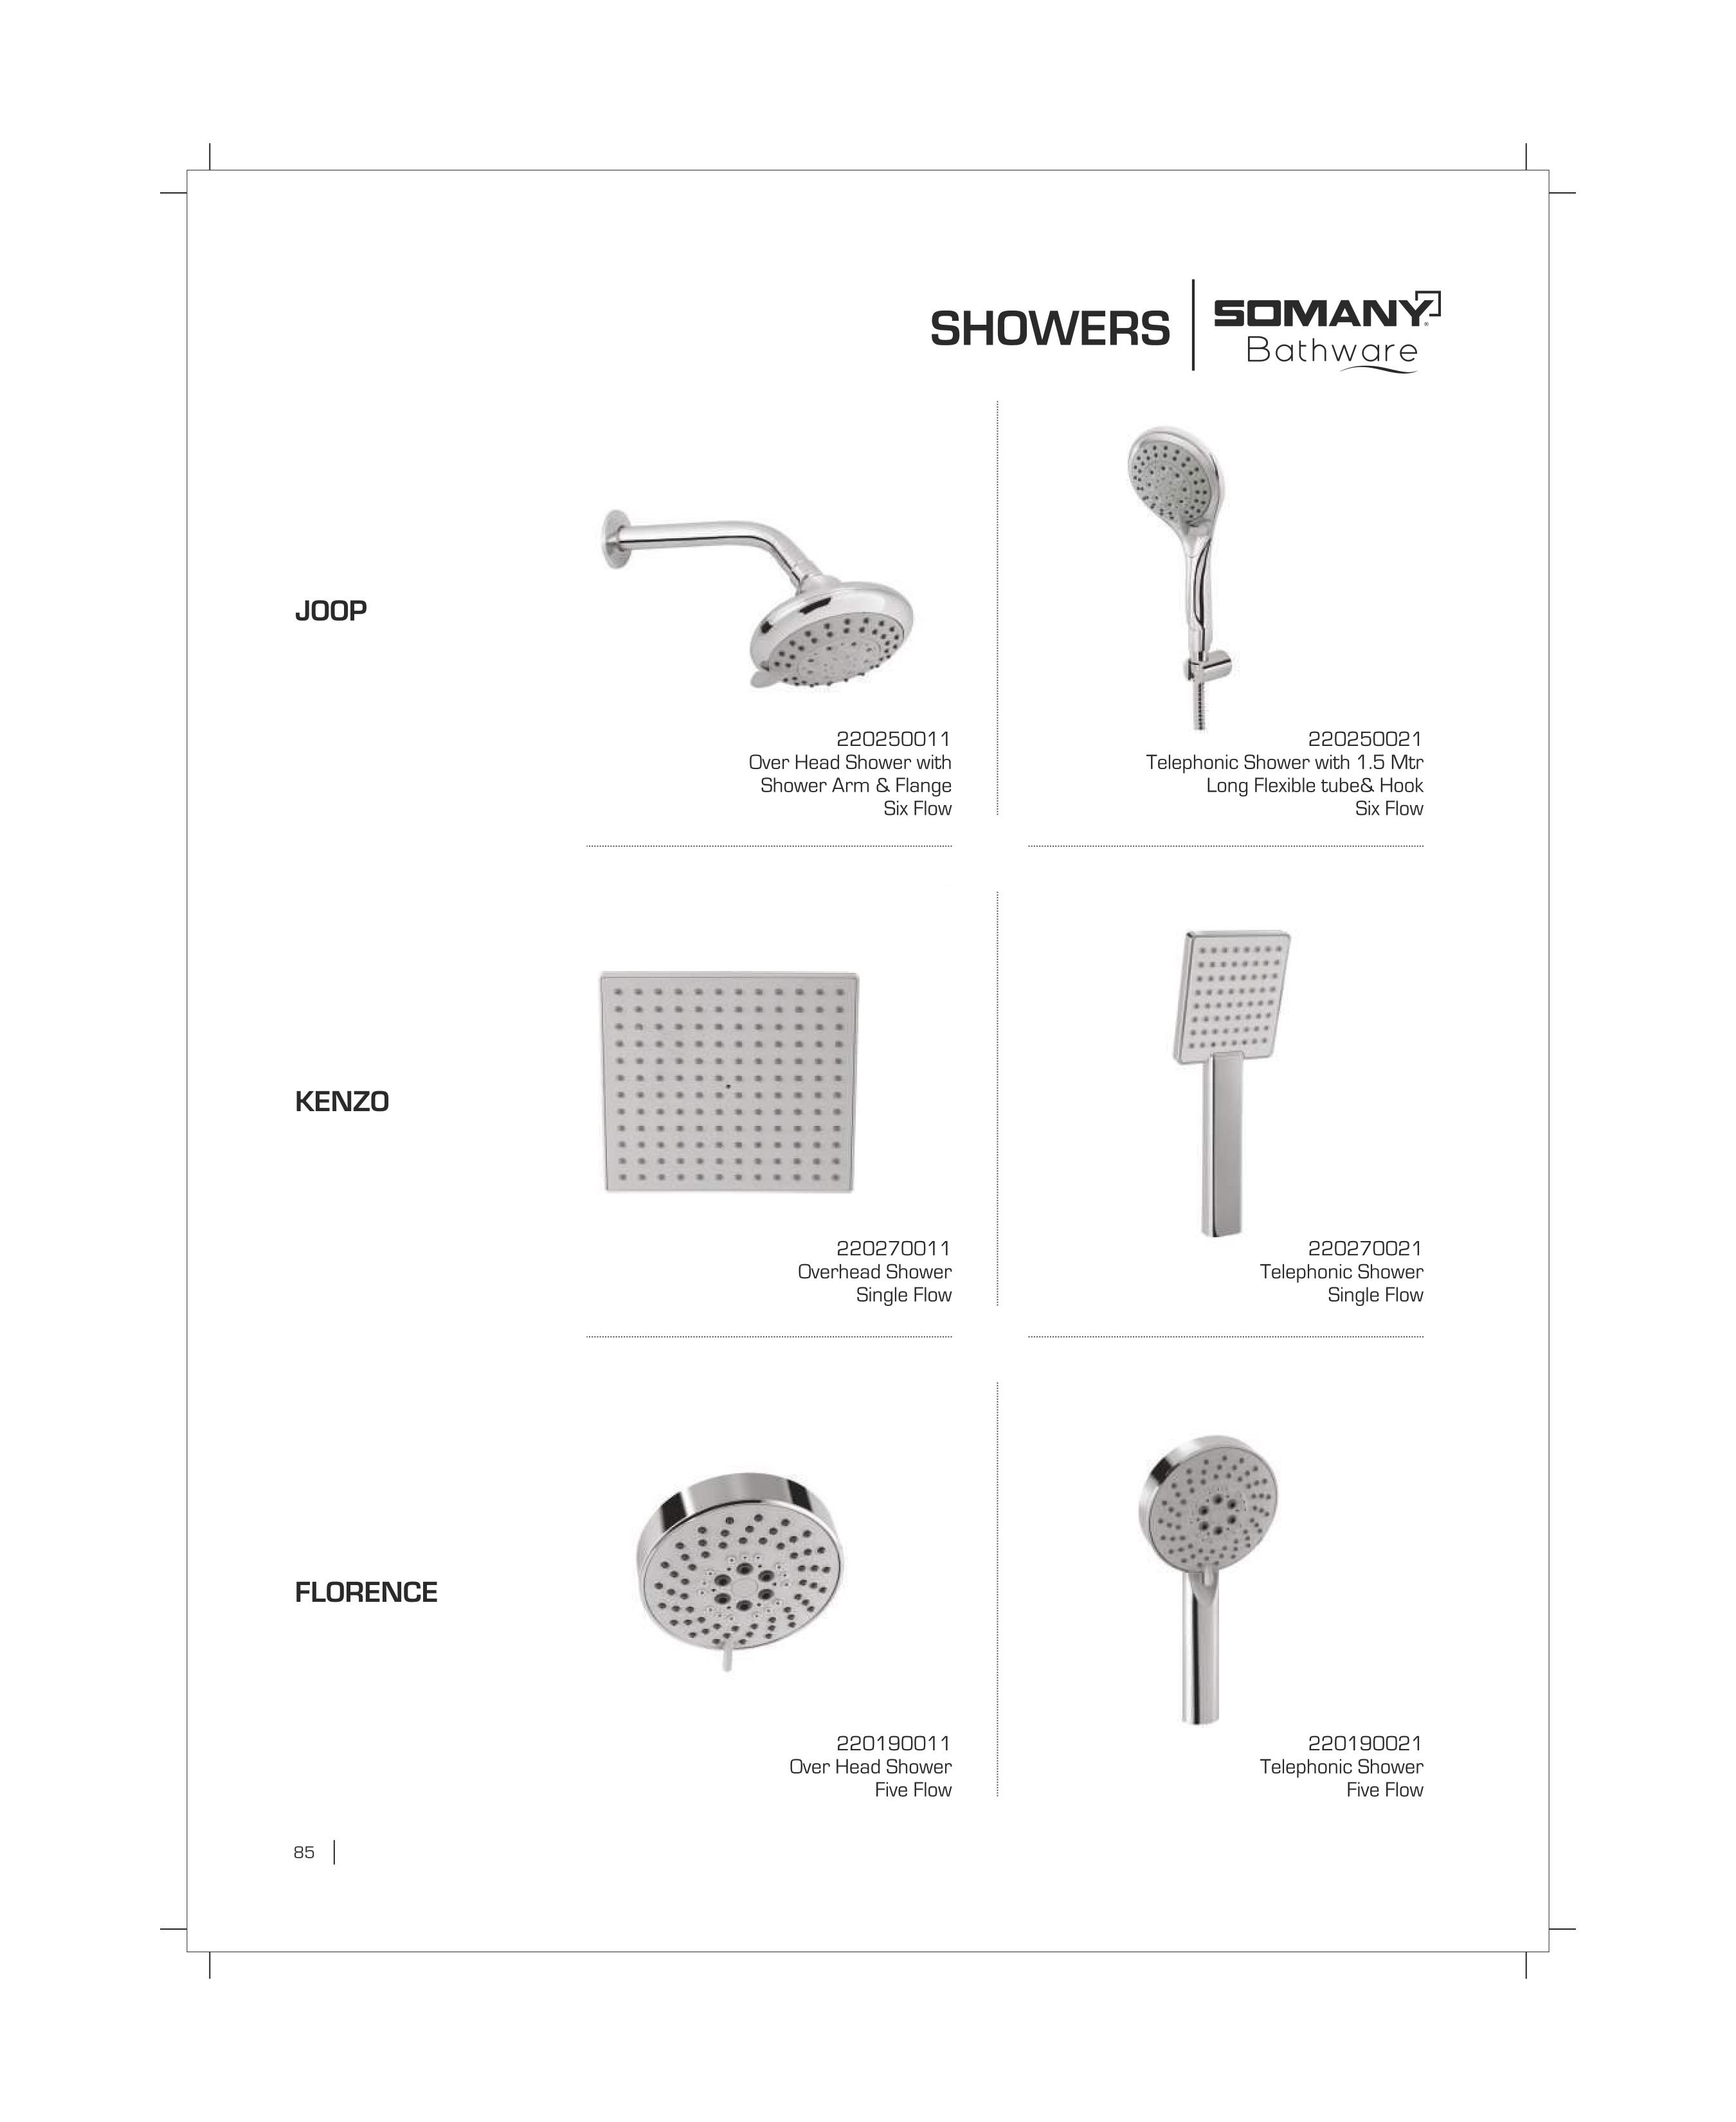 SHOWERS
SOMANY®
Bathware
JOOP
220250011
Over Head Shower with
Shower Arm & Flange
Six Flow
220250021
Telephonic Shower with 1.5 Mtr
Long Flexible tube& Hook
Six Flow
KENZO
220270011
Overhead Shower
Single Flow
220270021
Telephonic Shower
Single Flow
FLORENCE
220190011
Over Head Shower
Five Flow
220190021
Telephonic Shower
Five Flow
85